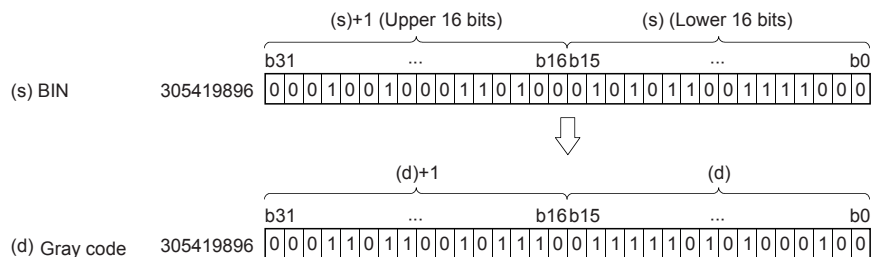 (s)+1 (Upper 16 bits) (s) (Lower 16 bits)
b31 ... b16 b15 ... b0
(s) BIN 305419896 0 0 0 1 0 0 1 0 0 0 1 1 0 1 0 0 0 1 0 1 0 1 1 0 0 1 1 1 1 0 0 0
(d)+1 (d)
b31 ... b16 b15 ... b0
(d) Gray code 305419896 0 0 0 1 1 0 1 1 0 0 1 0 1 1 1 0 0 1 1 1 1 1 0 1 0 1 0 0 0 1 0 0